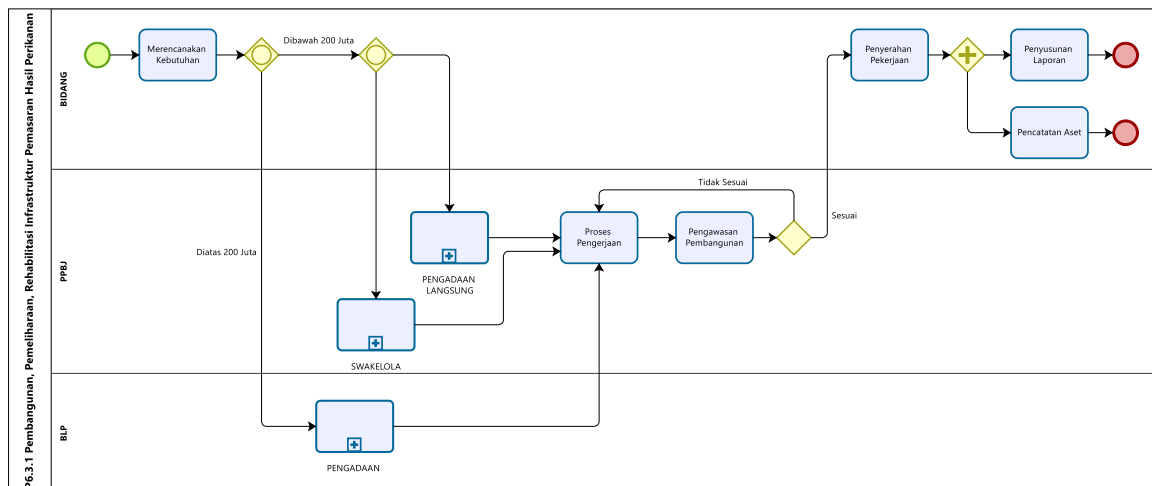 P6.3.1 Pembangunan, Pemeliharaan, Rehabilitasi Infrastruktur Pemasaran Hasil Perikanan
BIDANG
Merencanakan
Kebutuhan
Dibawah 200 Juta
Penyerahan
Pekerjaan
Penyusunan
Laporan
Pencatatan Aset
PPBJ
Diatas 200 Juta
PENGADAAN
LANGSUNG
SWAKELOLA
Proses
Pengerjaan
Pengawasan
Pembangunan
Tidak Sesuai
Sesuai
BLP
PENGADAAN